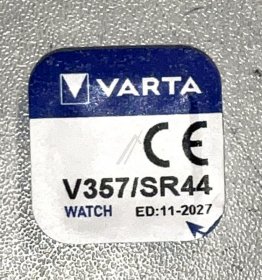 VARTA
CE
V357/SR44
WATCH ED:11-2027